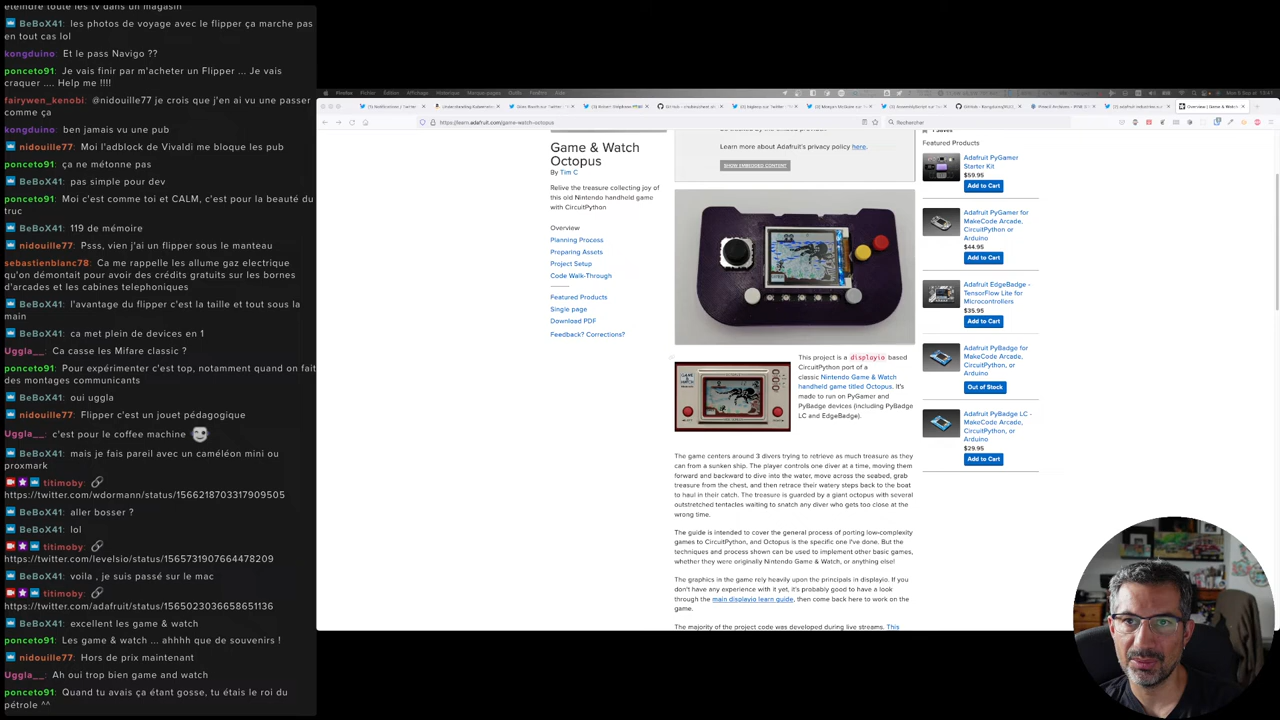 éteindre les tv dans un magasin
BeBoX41: les photos de voyage avec le flipper ça marche pas
en tout cas lol
kongduino: Et le pass Navigo ??
ponceto91: Je vais finir par m'acheter un Flipper ... Je vais
craquer .... Help me !!!!
fairywen_kenobi: @nidouille77 je crois que j'en ai vu une passer
comme ça
kongduino: ben jamais vu une pub
nidouille77: Moi l'adblock de Vivaldi me bloque les pub
ponceto91: ça ne métonne pas
BeBoX41: pas simple pour dev
ponceto91: Moi c'est comme toi et CALM, c'est pour la beauté du
truc
BeBoX41: 119 de mémoire
nidouille77: Psss, vien j'ai un flipper sous le manteau
sebastienblanc78: Ca me rappelle les allume gaz electrique
qu'on démontait pour avoir des crédits gratuits sur les bornes
d'arcades et les cabines telephoniques
BeBoX41: l'avantage du flipper c'est la taille et tout sous la
main
BeBoX41: ca met plein de devices en 1
Uggla__: Ca casse les Mifare classic ?
ponceto91: Pour expérimenter c'est top, notamment quand on fait
des montages communicants
BeBoX41: oui uggla
nidouille77: Flipper c'est un jouet pédagogique
Uggla__: c'est pour le coffee machine
BeBoX41: mais je fais pareil avec un caméléon mini ou
proxmark
titimoby:
https://twitter.com/wdormann/status/1566218703317909505
BeBoX41: aller bosser ?
BeBoX41: lol
titimoby:
https://twitter.com/levelsio/status/1565731907664478209
BeBoX41: voila , je suis passé sur le mac
titimoby:
https://twitter.com/adafruit/status/1565023036658651136
BeBoX41: excellent les game & watch
ponceto91: Les game & watch ... ahhhh que de souvenirs !
nidouille77: Hors de prix maintenant
Uggla__: Ah oui trop bien game and watch
ponceto91: Quand tu avais ça étant gosse, tu étais le roi du
pétrole ^^
Firefox Fichier Édition Affichage Historique Marque-pages Outils Fenêtre Aide
https://learn.adafruit.com/game-watch-octopus
Rechercher
Game & Watch
Octopus
By Tim C
Relive the treasure collecting joy of
this old Nintendo handheld game
with CircuitPython
Overview
Planning Process
Preparing Assets
Project Setup
Code Walk-Through
Featured Products
Single page
Download PDF
Feedback? Corrections?
Learn more about Adafruit's privacy policy here.
SHOW EMBEDDED CONTENT
This project is a displayio based
CircuitPython port of a
classic Nintendo Game & Watch
handheld game titled Octopus. It's
made to run on PyGamer and
PyBadge devices (including PyBadge
LC and EdgeBadge).
The game centers around 3 divers trying to retrieve as much treasure as they
can from a sunken ship. The player controls one diver at a time, moving them
forward and backward to dive into the water, move across the seabed, grab
treasure from the chest, and then retrace their watery steps back to the boat
to haul in their catch. The treasure is guarded by a giant octopus with several
outstretched tentacles waiting to snatch any diver who gets too close at the
wrong time.
The guide is intended to cover the general process of porting low-complexity
games to CircuitPython, and Octopus is the specific one I've done. But the
techniques and process shown can be used to implement other basic games,
whether they were originally Nintendo Game & Watch, or anything else!
The graphics in the game rely heavily upon the principals in displayio. If you
don't have any experience with it yet, it's probably good to have a look
through the main displayio learn guide, then come back here to work on the
game.
The majority of the project code was developed during live streams. This
Featured Products
Adafruit PyGamer
Starter Kit
$59.95
Add to Cart
Adafruit PyGamer for
MakeCode Arcade,
CircuitPython or
Arduino
$44.95
Add to Cart
Adafruit EdgeBadge -
TensorFlow Lite for
Microcontrollers
$35.95
Add to Cart
Adafruit PyBadge for
MakeCode Arcade,
CircuitPython, or
Arduino
Out of Stock
Adafruit PyBadge LC -
MakeCode Arcade,
CircuitPython, or
Arduino
$29.95
Add to Cart